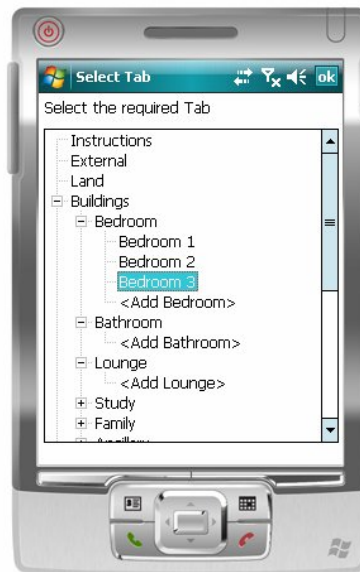 Select Tab
ok
Select the required Tab
Instructions
External
Land
Buildings
Bedroom
Bedroom 1
Bedroom 2
Bedroom 3
<Add Bedroom>
Bathroom
<Add Bathroom>
Lounge
<Add Lounge>
Study
Family